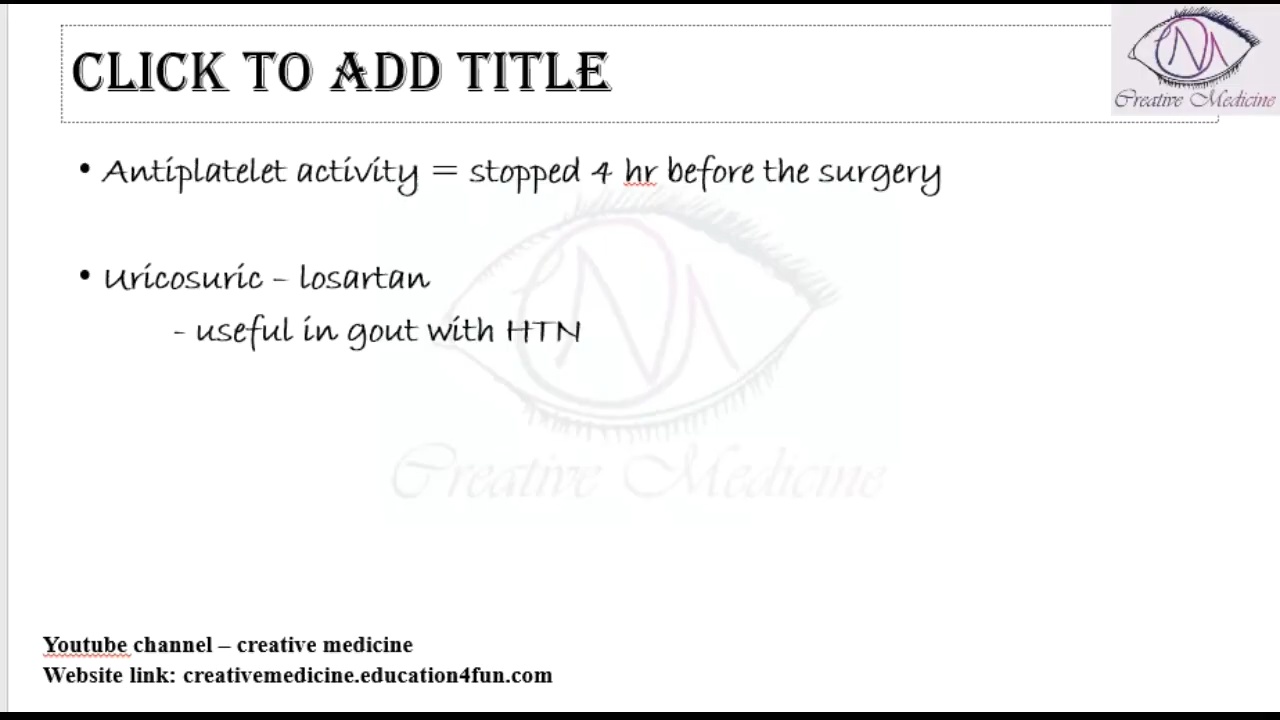 CLICK TO ADD TITLE
Creative Medicine
• Antiplatelet activity = stopped 4 hr before the surgery
• Uricosuric – losartan
- useful in gout with HTN
Creative Medicine
Youtube channel – creative medicine
Website link: creativemedicine.education4fun.com